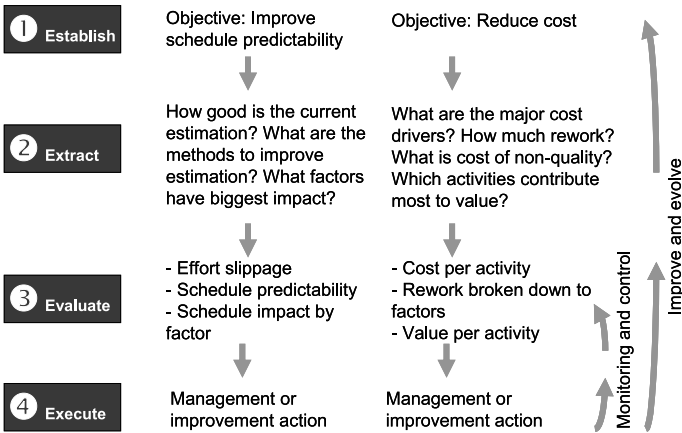 1 Establish
Objective: Improve
schedule predictability
Objective: Reduce cost
2 Extract
How good is the current
estimation? What are the
methods to improve
estimation? What factors
have biggest impact?
What are the major cost
drivers? How much rework?
What is cost of non-quality?
Which activities contribute
most to value?
3 Evaluate
- Effort slippage
- Schedule predictability
- Schedule impact by
factor
- Cost per activity
- Rework broken down to
factors
- Value per activity
4 Execute
Management or
improvement action
Management or
improvement action
Monitoring and control
Improve and evolve